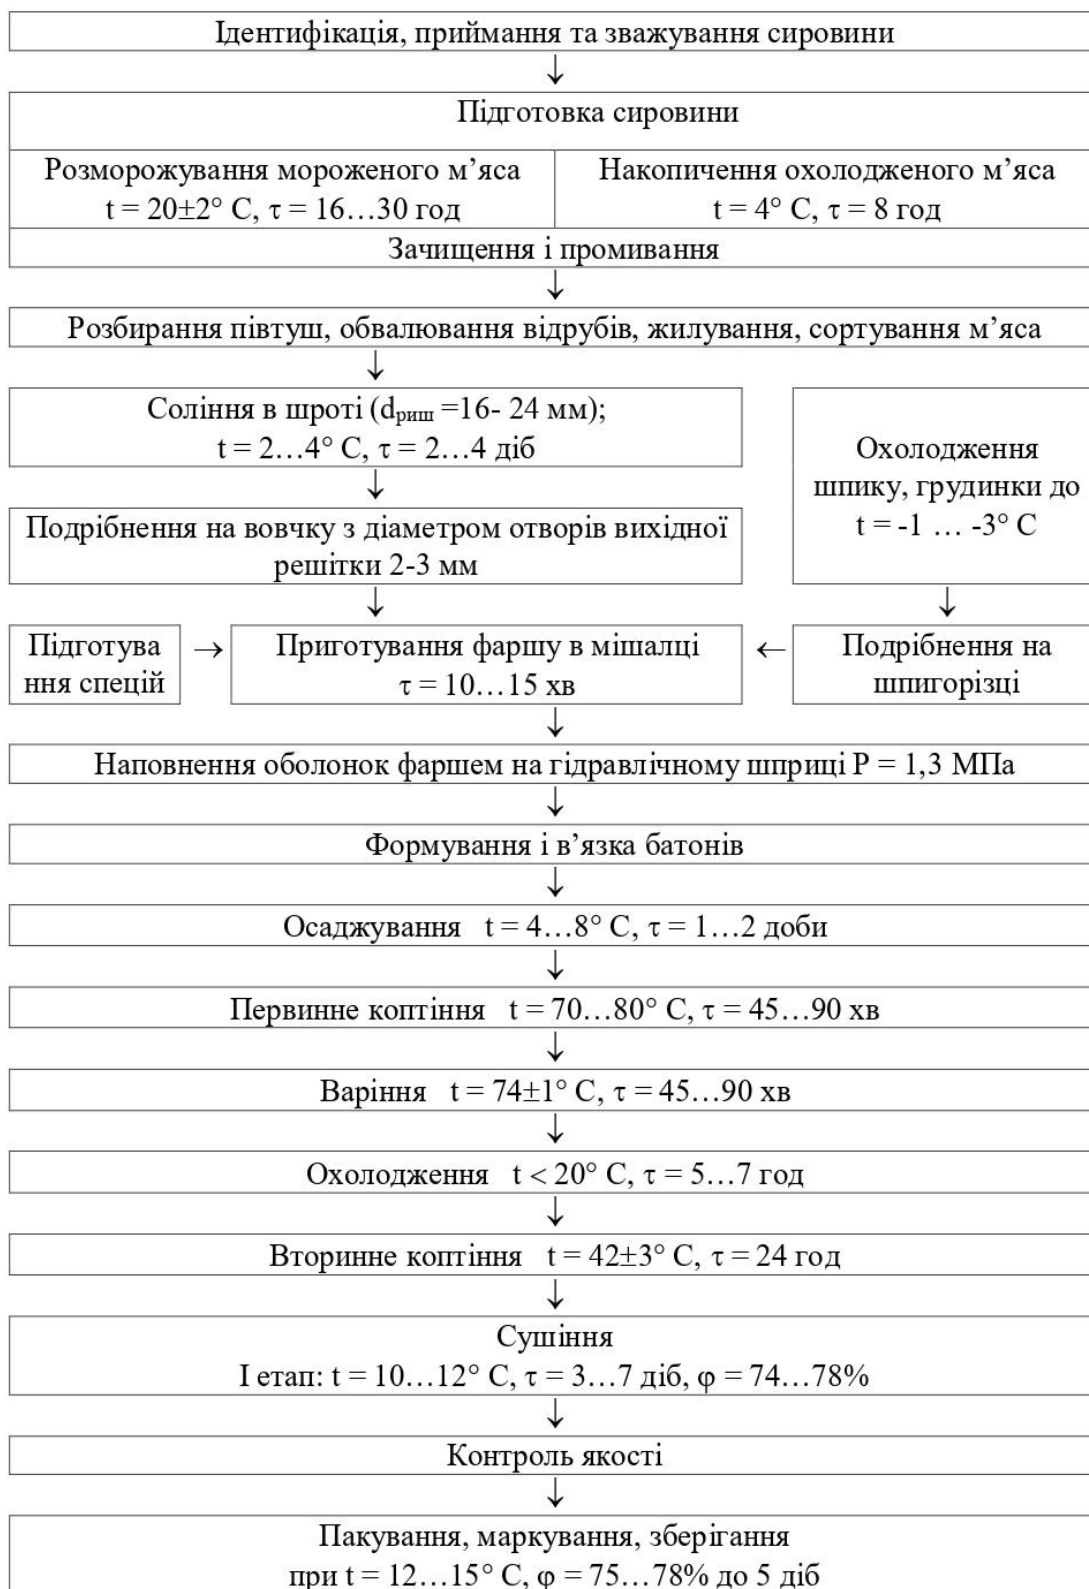 Ідентифікація, приймання та зважування сировини
↓
Підготовка сировини
Розморожування мороженого м’яса
t = 20±2° С, τ = 16…30 год
Накопичення охолодженого м’яса
t = 4° С, τ = 8 год
Зачищення і промивання
↓
Розбирання півтуш, обвалювання відрубів, жилування, сортування м’яса
↓
Соління в шроті (dриш =16- 24 мм);
t = 2…4° С, τ = 2…4 діб
↓
Подрібнення на вовчку з діаметром отворів вихідної
решітки 2-3 мм
↓
Охолодження
шпику, грудинки до
t = -1 … -3° С
↓
Підготува
ння спецій
→
Приготування фаршу в мішалці
τ = 10…15 хв
←
Подрібнення на
шпигорізці
↓
Наповнення оболонок фаршем на гідравлічному шприці Р = 1,3 МПа
↓
Формування і в’язка батонів
↓
Осаджування t = 4…8° С, τ = 1…2 доби
↓
Первинне коптіння t = 70…80° С, τ = 45…90 хв
↓
Варіння t = 74±1° С, τ = 45…90 хв
↓
Охолодження t < 20° С, τ = 5…7 год
↓
Вторинне коптіння t = 42±3° С, τ = 24 год
↓
Сушіння
І етап: t = 10…12° С, τ = 3…7 діб, φ = 74…78%
↓
Контроль якості
↓
Пакування, маркування, зберігання
при t = 12…15° С, φ = 75…78% до 5 діб